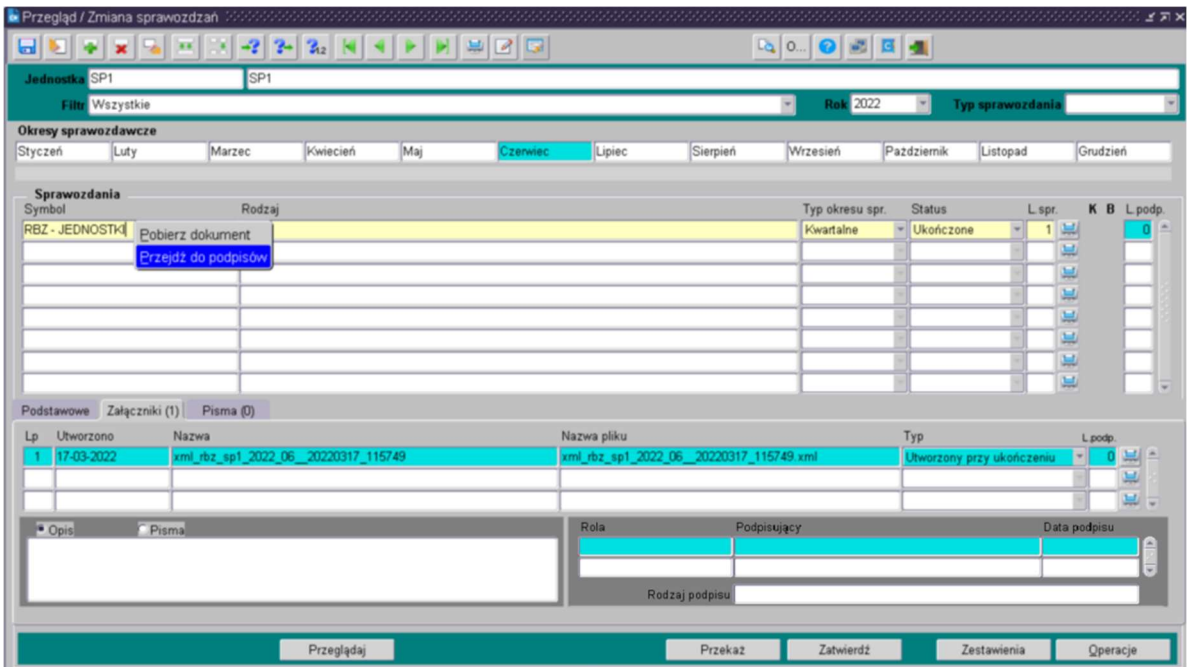 Przegląd / Zmiana sprawozdzań
O...
Jednostka SP1 SP1
Filtr Wszystkie Rok 2022 Typ sprawozdania
Okresy sprawozdawcze
Styczeń Luty Marzec Kwiecień Maj Czerwiec Lipiec Sierpień Wrzesień Październik Listopad Grudzień
Sprawozdania
Symbol Rodzaj Typ okresu spr. Status L.spr. K B L.podp.
RBZ - JEDNOSTKI Kwartalne Ukończone 1 0
Pobierz dokument
Przejdź do podpisów
Podstawowe Załączniki (1) Pisma (0)
Lp Utworzono Nazwa Nazwa pliku Typ L.podp.
1 17-03-2022 xml_rbz_sp1_2022_06__20220317_115749 xml_rbz_sp1_2022_06__20220317_115749.xml Utworzony przy ukończeniu 0
Opis Pisma Rola Podpisujący Data podpisu
Rodzaj podpisu
Przeglądaj Przekaż Zatwierdź Zestawienia Operacje